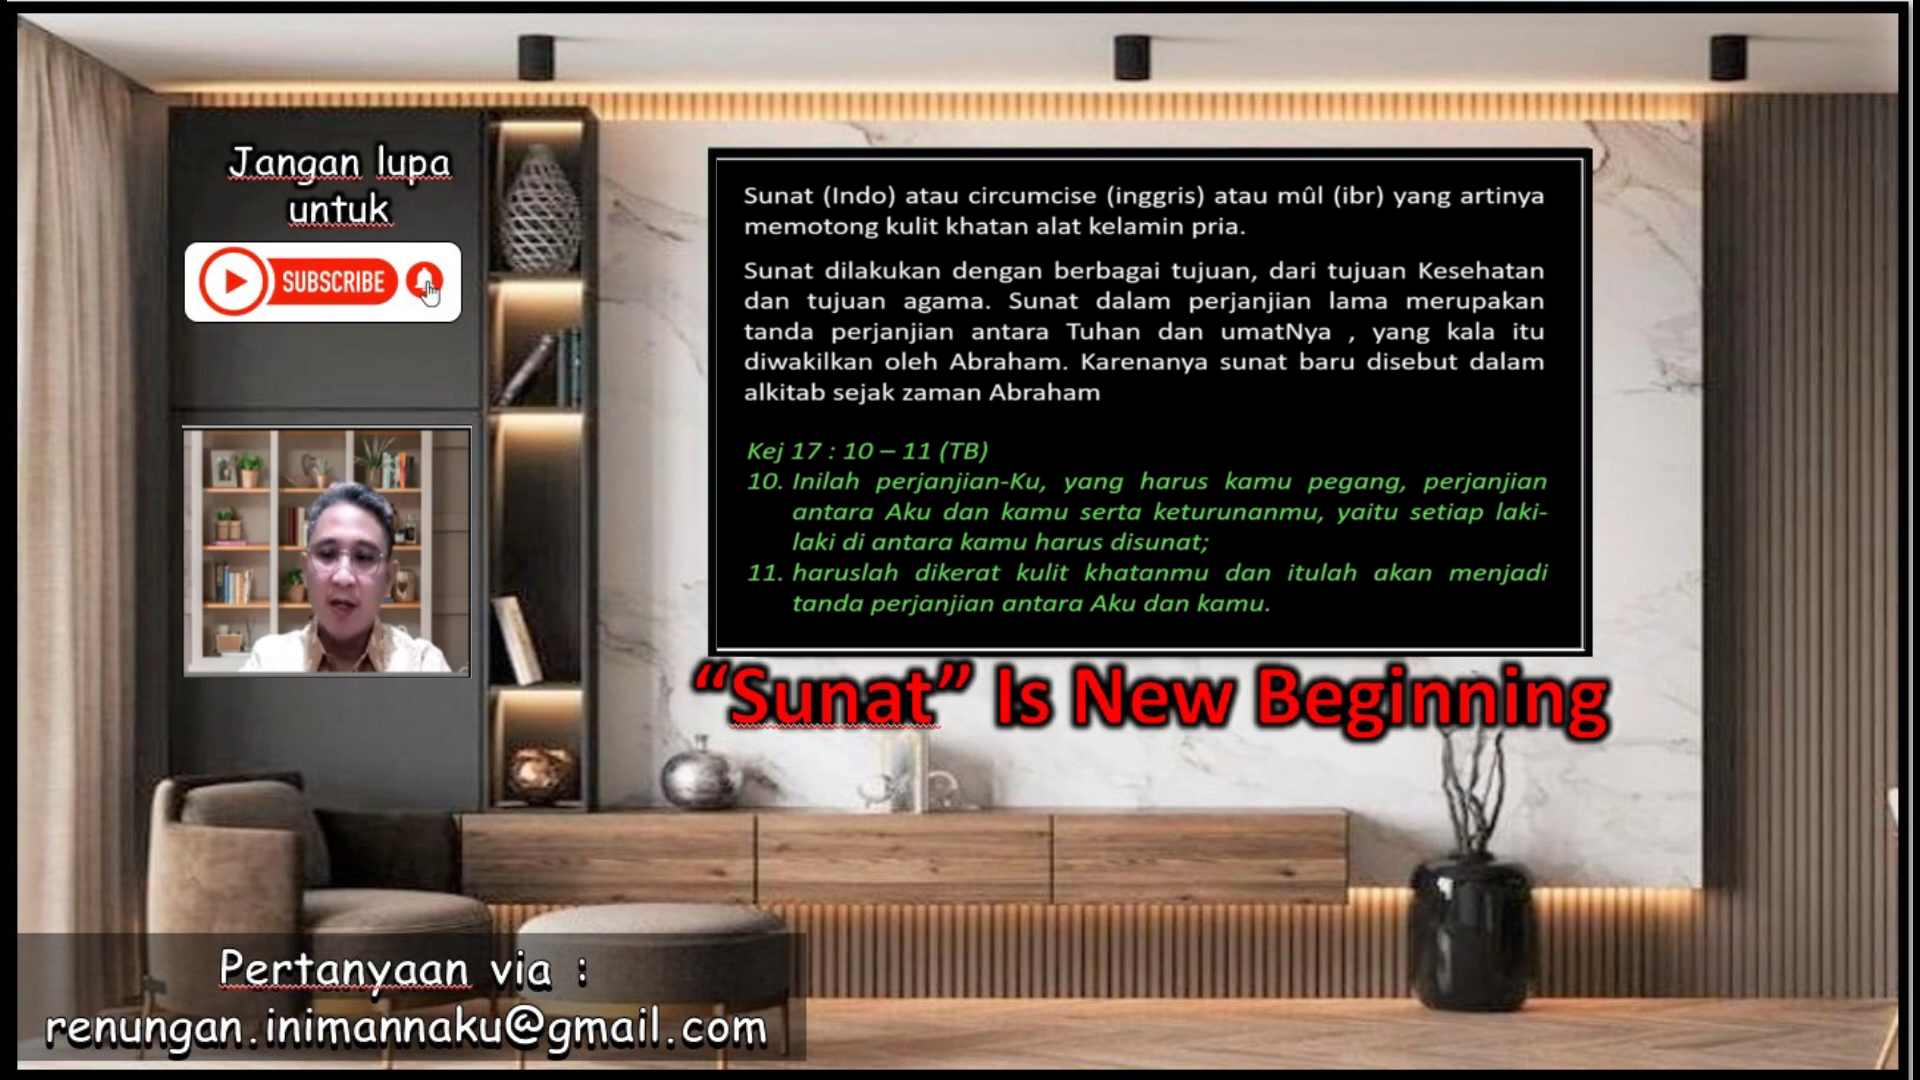 Jangan lupa
untuk
SUBSCRIBE
Sunat (Indo) atau circumcise (inggris) atau mûl (ibr) yang artinya
memotong kulit khatan alat kelamin pria.
Sunat dilakukan dengan berbagai tujuan, dari tujuan Kesehatan
dan tujuan agama. Sunat dalam perjanjian lama merupakan
tanda perjanjian antara Tuhan dan umatNya , yang kala itu
diwakilkan oleh Abraham. Karenanya sunat baru disebut dalam
alkitab sejak zaman Abraham
Kej 17 : 10 – 11 (TB)
10. Inilah perjanjian-Ku, yang harus kamu pegang, perjanjian
antara Aku dan kamu serta keturunanmu, yaitu setiap laki-
laki di antara kamu harus disunat;
11. haruslah dikerat kulit khatanmu dan itulah akan menjadi
tanda perjanjian antara Aku dan kamu.
“Sunat” Is New Beginning
Pertanyaan via :
renungan.inimannaku@gmail.com